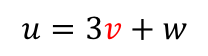 u = 3v + w